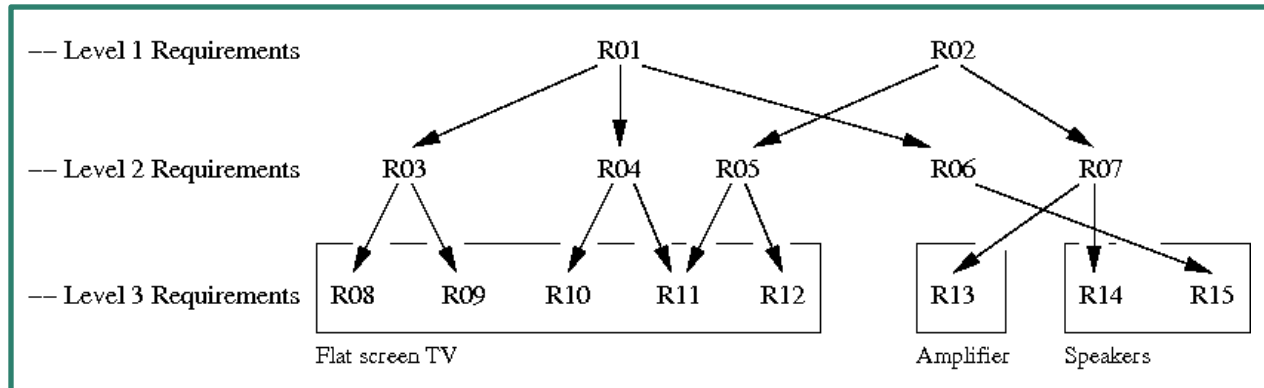 -- Level 1 Requirements R01 R02
-- Level 2 Requirements R03 R04 R05 R06 R07
-- Level 3 Requirements R08 R09 R10 R11 R12 R13 R14 R15
Flat screen TV Amplifier Speakers